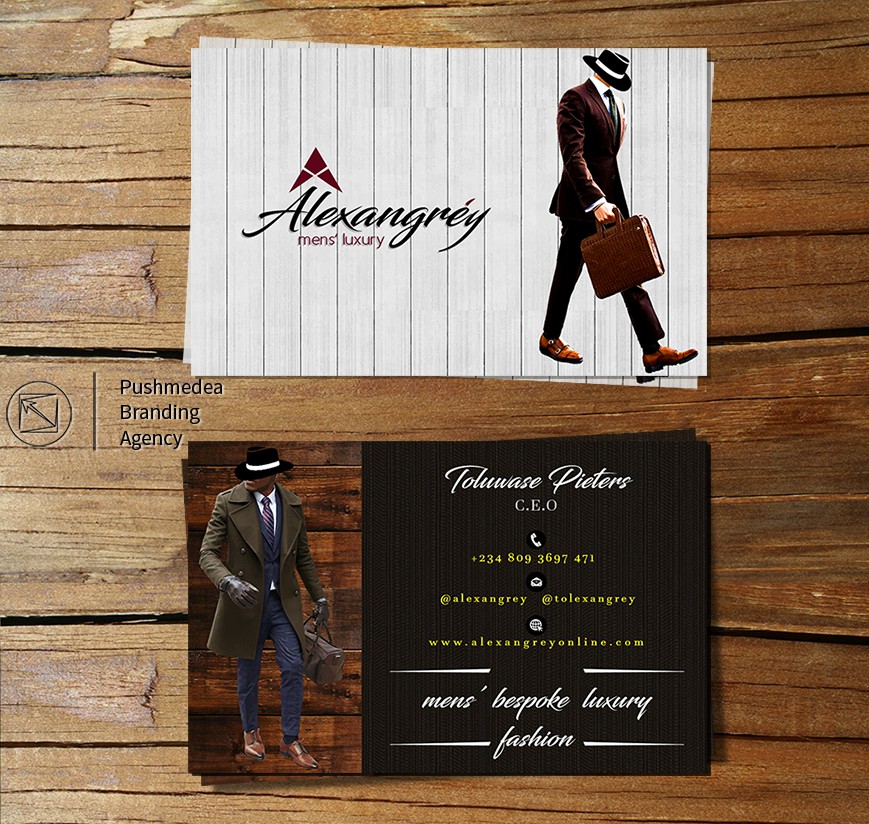 Alexangréy
mens' luxury
Pushmedea
Branding
Agency
Toluwase Pieters
C.E.O
+234 809 3697 471
@alexangrey @tolexangrey
www.alexangreyonline.com
mens' bespoke luxury
fashion